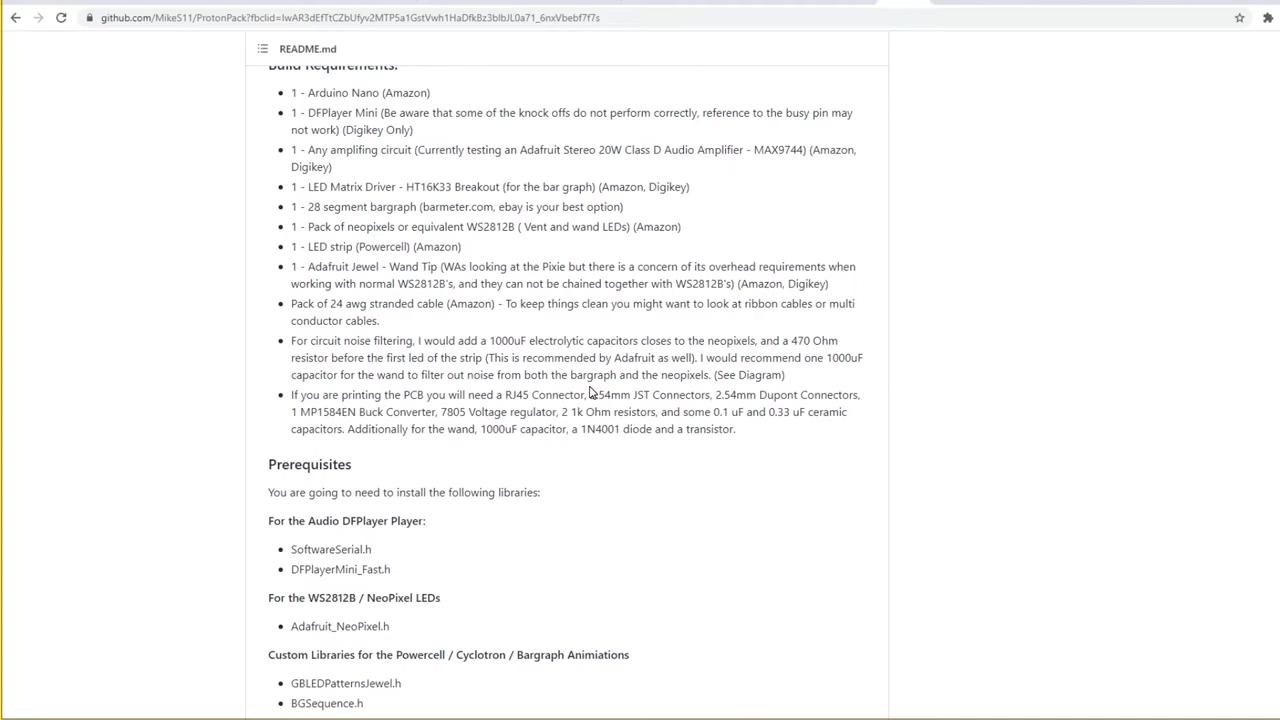 github.com/MikeS11/ProtonPack?fbclid=IwAR3dEfTtCZbUfyv2MTP5a1GstVwh1HaDfkBz3bIbJL0a71_6nxVbebf7f7s
README.md
Build Requirements:
1 - Arduino Nano (Amazon)
1 - DFPlayer Mini (Be aware that some of the knock offs do not perform correctly, reference to the busy pin may
not work) (Digikey Only)
1 - Any amplifing circuit (Currently testing an Adafruit Stereo 20W Class D Audio Amplifier - MAX9744) (Amazon,
Digikey)
1 - LED Matrix Driver - HT16K33 Breakout (for the bar graph) (Amazon, Digikey)
1 - 28 segment bargraph (barmeter.com, ebay is your best option)
1 - Pack of neopixels or equivalent WS2812B ( Vent and wand LEDs) (Amazon)
1 - LED strip (Powercell) (Amazon)
1 - Adafruit Jewel - Wand Tip (WAs looking at the Pixie but there is a concern of its overhead requirements when
working with normal WS2812B's, and they can not be chained together with WS2812B's) (Amazon, Digikey)
Pack of 24 awg stranded cable (Amazon) - To keep things clean you might want to look at ribbon cables or multi
conductor cables.
For circuit noise filtering, I would add a 1000uF electrolytic capacitors closes to the neopixels, and a 470 Ohm
resistor before the first led of the strip (This is recommended by Adafruit as well). I would recommend one 1000uF
capacitor for the wand to filter out noise from both the bargraph and the neopixels. (See Diagram)
If you are printing the PCB you will need a RJ45 Connector, 2.54mm JST Connectors, 2.54mm Dupont Connectors,
1 MP1584EN Buck Converter, 7805 Voltage regulator, 2 1k Ohm resistors, and some 0.1 uF and 0.33 uF ceramic
capacitors. Additionally for the wand, 1000uF capacitor, a 1N4001 diode and a transistor.
Prerequisites
You are going to need to install the following libraries:
For the Audio DFPlayer Player:
SoftwareSerial.h
DFPlayerMini_Fast.h
For the WS2812B / NeoPixel LEDs
Adafruit_NeoPixel.h
Custom Libraries for the Powercell / Cyclotron / Bargraph Animiations
GBLEDPatternsJewel.h
BGSequence.h